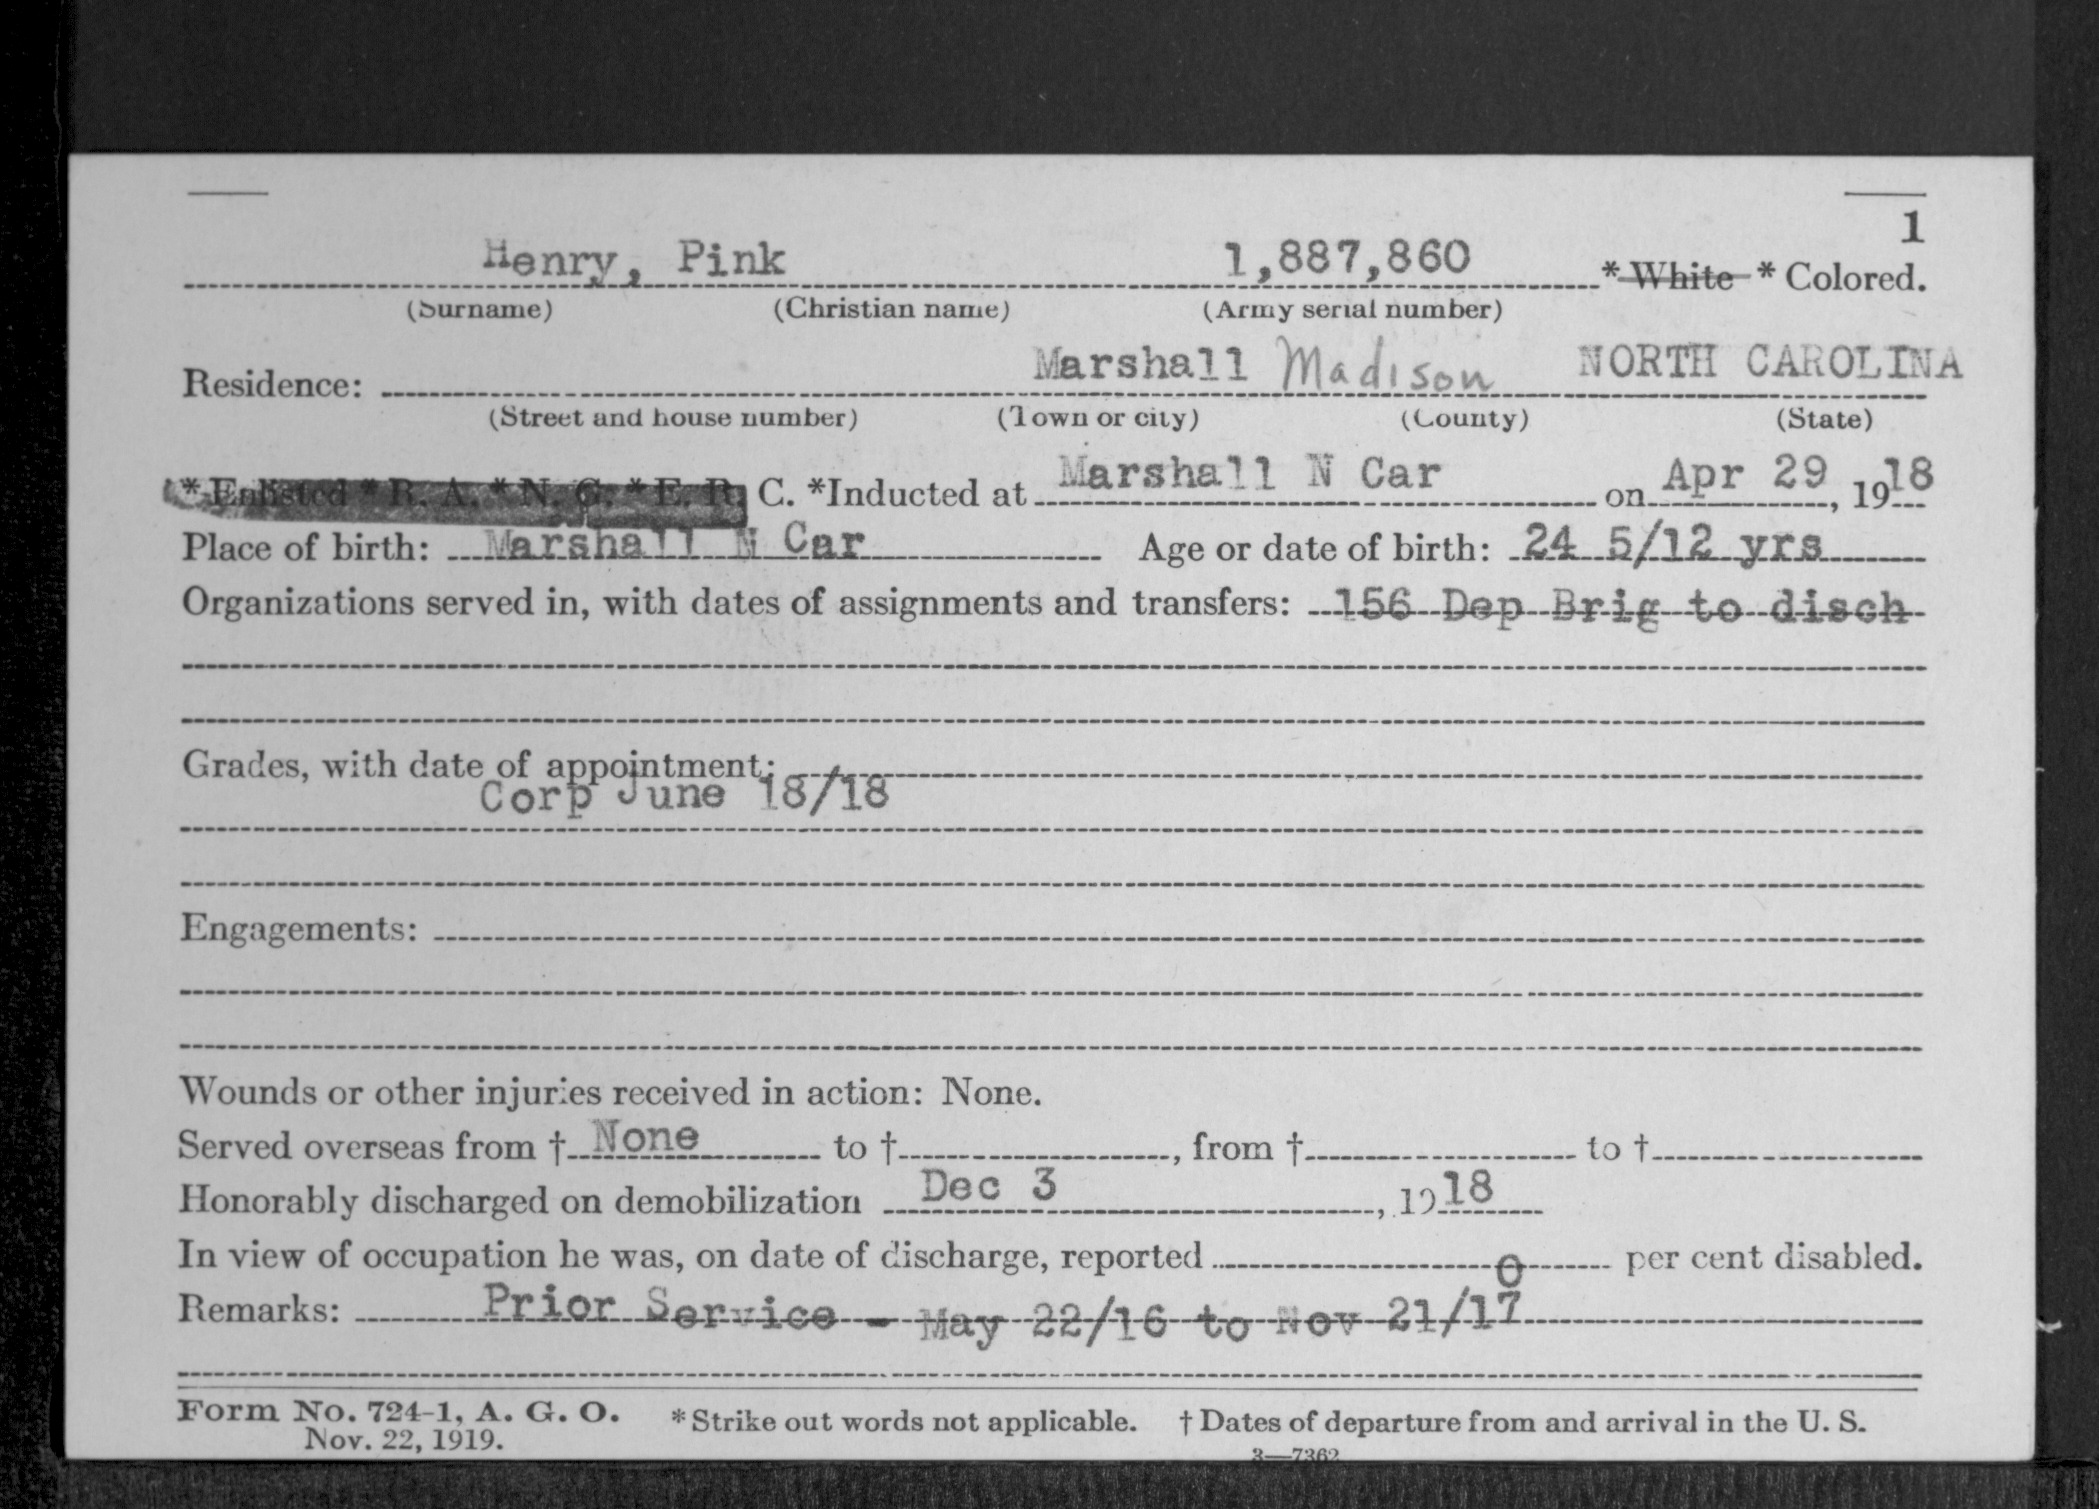 1
Henry, Pink 1,887,860 * White * Colored.
(Surname) (Christian name) (Army serial number)
Residence: Marshall Madison NORTH CAROLINA
(Street and house number) (Town or city) (County) (State)
* Enlisted * R. A. * N. G. * E. R. C. *Inducted at Marshall N Car on Apr 29, 1918
Place of birth: Marshall N Car Age or date of birth: 24 5/12 yrs
Organizations served in, with dates of assignments and transfers: 156 Dep Brig to disch
Grades, with date of appointment:
Corp June 18/18
Engagements:
Wounds or other injuries received in action: None.
Served overseas from † None to †, from † to †
Honorably discharged on demobilization Dec 3, 1918
In view of occupation he was, on date of discharge, reported 0 per cent disabled.
Remarks: Prior Service - May 22/16 to Nov 21/17
Form No. 724-1, A. G. O. * Strike out words not applicable. † Dates of departure from and arrival in the U. S.
Nov. 22, 1919.
3—7362